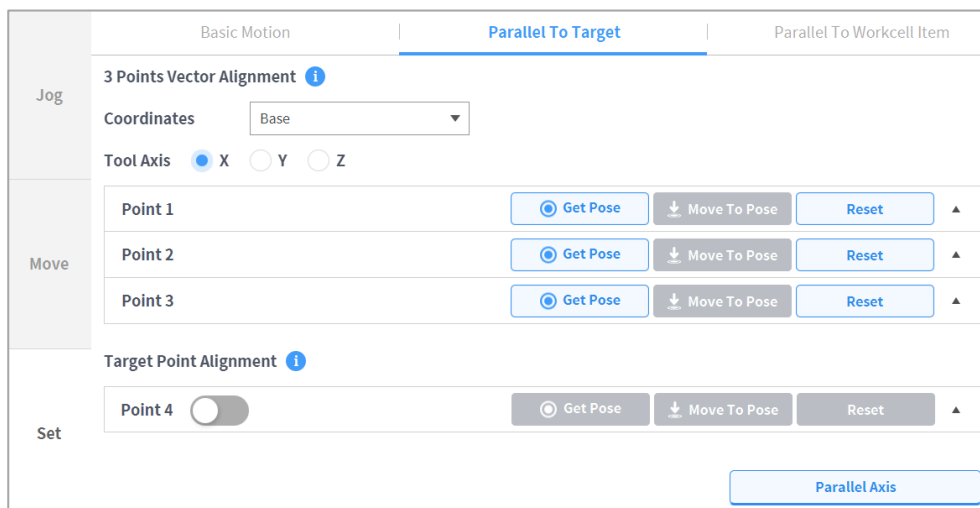 Basic Motion
Parallel To Target
Parallel To Workcell Item
Jog
Move
Set
3 Points Vector Alignment
Coordinates Base
Tool Axis X Y Z
Point 1 Get Pose Move To Pose Reset
Point 2 Get Pose Move To Pose Reset
Point 3 Get Pose Move To Pose Reset
Target Point Alignment
Point 4 Get Pose Move To Pose Reset
Parallel Axis